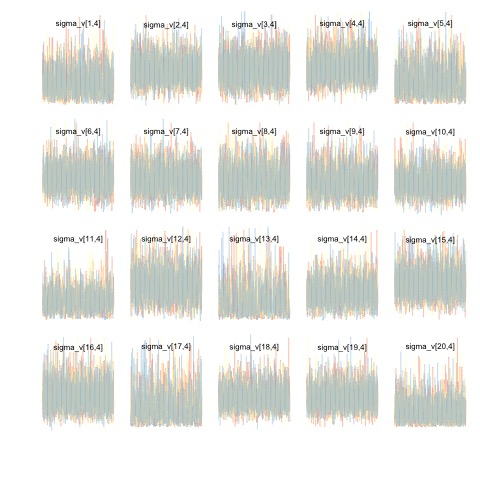 sigma_v[1,4] sigma_v[2,4] sigma_v[3,4] sigma_v[4,4] sigma_v[5,4]
sigma_v[6,4] sigma_v[7,4] sigma_v[8,4] sigma_v[9,4] sigma_v[10,4]
sigma_v[11,4] sigma_v[12,4] sigma_v[13,4] sigma_v[14,4] sigma_v[15,4]
sigma_v[16,4] sigma_v[17,4] sigma_v[18,4] sigma_v[19,4] sigma_v[20,4]